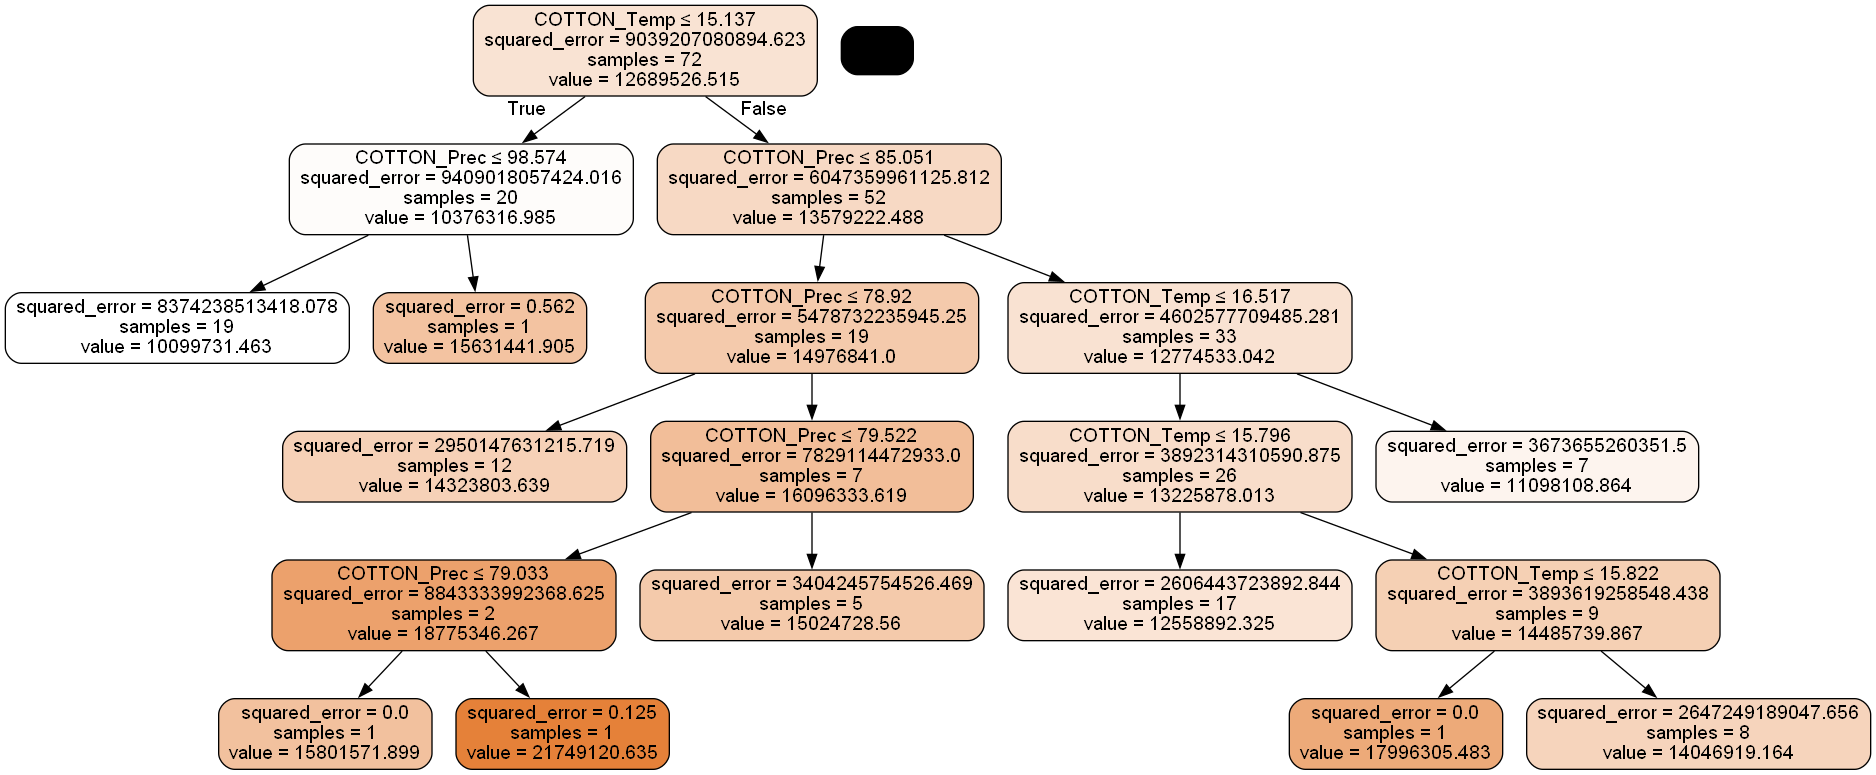 COTTON_Temp ≤ 15.137
squared_error = 9039207080894.623
samples = 72
value = 12689526.515
True
False
COTTON_Prec ≤ 98.574
squared_error = 9409018057424.016
samples = 20
value = 10376316.985
COTTON_Prec ≤ 85.051
squared_error = 6047359961125.812
samples = 52
value = 13579222.488
squared_error = 8374238513418.078
samples = 19
value = 10099731.463
squared_error = 0.562
samples = 1
value = 15631441.905
COTTON_Prec ≤ 78.92
squared_error = 5478732235945.25
samples = 19
value = 14976841.0
COTTON_Temp ≤ 16.517
squared_error = 4602577709485.281
samples = 33
value = 12774533.042
squared_error = 2950147631215.719
samples = 12
value = 14323803.639
COTTON_Prec ≤ 79.522
squared_error = 7829114472933.0
samples = 7
value = 16096333.619
COTTON_Temp ≤ 15.796
squared_error = 3892314310590.875
samples = 26
value = 13225878.013
squared_error = 3673655260351.5
samples = 7
value = 11098108.864
COTTON_Prec ≤ 79.033
squared_error = 8843333992368.625
samples = 2
value = 18775346.267
squared_error = 3404245754526.469
samples = 5
value = 15024728.56
squared_error = 2606443723892.844
samples = 17
value = 12558892.325
COTTON_Temp ≤ 15.822
squared_error = 3893619258548.438
samples = 9
value = 14485739.867
squared_error = 0.0
samples = 1
value = 15801571.899
squared_error = 0.125
samples = 1
value = 21749120.635
squared_error = 0.0
samples = 1
value = 17996305.483
squared_error = 2647249189047.656
samples = 8
value = 14046919.164